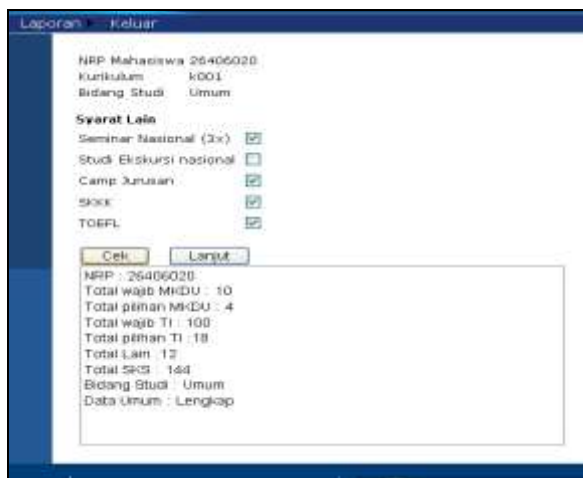 Laporan Keluar
NRP Mahasiswa 26406020
Kurikulum k001
Bidang Studi Umum
Syarat Lain
Seminar Nasional (3x)
Studi Ekskursi nasional
Camp Jurusan
SKKK
TOEFL
Cek Lanjut
NRP : 26406020
Total wajib MKDU : 10
Total pilihan MKDU : 4
Total wajib TI : 100
Total pilihan TI :18
Total Lain :12
Total SKS : 144
Bidang Studi : Umum
Data Umum : Lengkap